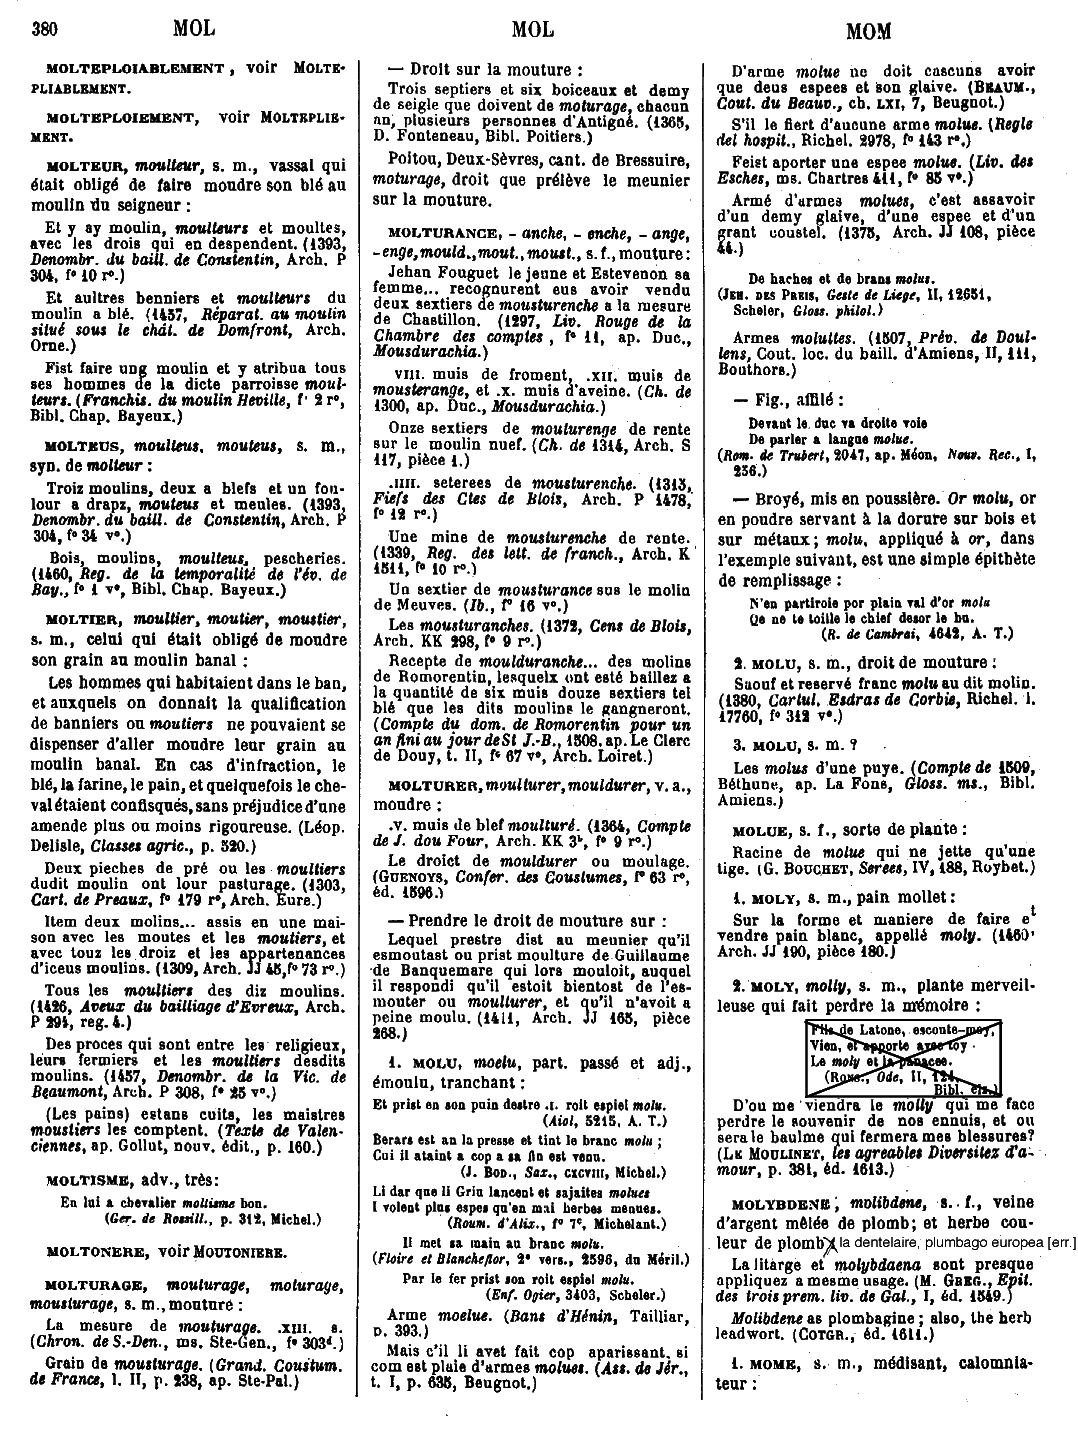 380 MOL MOL MOM
MOLTEPLOIABLEMENT, voir MOLTE-
PLIABLEMENT.
MOLTEPLOIEMENT, voir MOLTEPLIE-
MENT.
MOLTEUR, moulteur, s. m., vassal qui
était obligé de faire moudre son blé au
moulin du seigneur :
Et y ay moulin, moulteurs et moultes,
avec les drois qui en despendent. (1393,
Denombr. du baill. de Constentin, Arch. P
304, f° 10 r°.)
Et aultres benniers et moulteurs du
moulin a blé. (1457, Réparat. au moulin
situé sous le chât. de Domfront, Arch.
Orne.)
Fist faire ung moulin et y atribua tous
ses hommes de la dicte parroisse moul-
teurs. (Franchis. du moulin Heville, f° 2 r°,
Bibl. Chap. Bayeux.)
MOLTEUS, moulteus, mouteus, s. m.,
syn. de molteur :
Troiz moulins, deux a blefs et un fou-
lour a drapz, mouteus et meules. (1393,
Denombr. du baill. de Constentin, Arch. P
304, f° 34 v°.)
Bois, moulins, moulteus, pescheries.
(1460, Reg. de la temporalité de l'év. de
Bay., f° 1 v°, Bibl. Chap. Bayeux.)
MOLTIER, moultier, moutier, moustier,
s. m., celui qui était obligé de moudre
son grain au moulin banal :
Les hommes qui habitaient dans le ban,
et auxquels on donnait la qualification
de banniers ou moutiers ne pouvaient se
dispenser d'aller moudre leur grain au
moulin banal. En cas d'infraction, le
blé, la farine, le pain, et quelquefois le che-
val étaient confisqués, sans préjudice d'une
amende plus ou moins rigoureuse. (Léop.
Delisle, Classes agric., p. 520.)
Deux pieches de pré ou les moultiers
dudit moulin ont lour pasturage. (1303,
Cart. de Preaux, f° 179 r°, Arch. Eure.)
Item deux molins... assis en une mai-
son avec les moutes et les moutiers, et
avec touz les droiz et les appartenances
d'iceus moulins. (1309, Arch. JJ 45, f° 73 r°.)
Tous les moultiers des diz moulins.
(1426, Aveux du bailliage d'Evreux, Arch.
P 294, reg. 4.)
Des proces qui sont entre les religieux,
leurs fermiers et les moultiers desdits
moulins. (1457, Denombr. de la Vic. de
Beaumont, Arch. P 308, f° 25 v°.)
(Les pains) estans cuits, les maistres
moustiers les comptent. (Texte de Valen-
ciennes, ap. Gollut, nouv. édit., p. 160.)
MOLTISME, adv., très:
En lui a chevalier moltisme bon.
(Ger. de Rossill., p. 312, Michel.)
MOLTONERE, voir MOUTONIERE.
MOLTURAGE, mouturage, moturage,
mousturage, s. m., mouture :
La mesure de mouturage. .XIII. s.
(Chron. de S.-Den., ms. Ste-Gen., f° 303ᵈ.)
Grain de mousturage. (Grand. Coustum.
de France, l. II, p. 238, ap. Ste-Pal.)
— Droit sur la mouture :
Trois septiers et six boiceaux et demy
de seigle que doivent de moturage, chacun
an, plusieurs personnes d'Antigné. (1365,
D. Fonteneau, Bibl. Poitiers.)
Poitou, Deux-Sèvres, cant. de Bressuire,
moturage, droit que prélève le meunier
sur la mouture.
MOLTURANCE, - anche, - enche, - ange,
- enge, mould., mout., moust., s. f., mouture :
Jehan Fouguet le jeune et Estevenon sa
femme... recognurent eus avoir vendu
deux sextiers de mousturenche a la mesure
de Chastillon. (1297, Liv. Rouge de la
Chambre des comptes, f° 11, ap. Duc.,
Mousdurachia.)
VIII. muis de froment, .XII. muis de
mousterange, et .X. muis d'aveine. (Ch. de
1300, ap. Duc., Mousdurachia.)
Onze sextiers de mouturenge de rente
sur le moulin nuef. (Ch. de 1314, Arch. S
117, pièce 1.)
.IIII. seterees de mousturenche. (1315,
Fiefs des Ctes de Blois, Arch. P 1478,
f° 12 r°.)
Une mine de mousturenche de rente.
(1339, Reg. des lett. de franch., Arch. K
1511, f° 10 r°.)
Un sextier de mousturance sus le molin
de Meuves. (Ib., f° 16 v°.)
Les mousturanches. (1372, Cens de Blois,
Arch. KK 298, f° 9 r°.)
Recepte de mouldurance... des molins
de Romorentin, lesquelx ont esté baillez a
la quantité de six muis douze sextiers tel
blé que les dits moulins le gangneront.
(Compte du dom. de Romorentin pour un
an fini au jour de St J.-B., 1508, ap. Le Clerc
de Douy, t. II, f° 67 v°, Arch. Loiret.)
MOLTURER, moulturer, mouldurer, v. a.,
moudre :
.V. muis de blef moulturé. (1364, Compte
de J. dou Four, Arch. KK 3ᵇ, f° 9 r°.)
Le droict de mouldurer ou moulage.
(GUENOYS, Confer. des Coustumes, f° 63 r°,
éd. 1596.)
— Prendre le droit de mouture sur :
Lequel prestre dist au meunier qu'il
esmoutast ou prist moulture de Guillaume
de Banquemare qui lors mouloit, auquel
il respondi qu'il estoit bientost de l'es-
mouter ou moulturer, et qu'il n'avoit a
peine moulu. (1411, Arch. JJ 165, pièce
268.)
1. MOLU, moelu, part. passé et adj.,
émoulu, tranchant :
Et prist en son puin destre .I. roit espiel molu.
(Aiol, 5215, A. T.)
Berars est an la presse et tint le branc molu ;
Cui il ataint a cop a sa fin est venu.
(J. BOD., Sax., CXCVIII, Michel.)
Li dar que li Griu lancent et sajaites molues
I volent plus espes qu'en mai herbes menues.
(Roum. d'Alix., f° 7ᶜ, Michelant.)
Il met sa main au branc molu.
(Floire et Blancheflor, 2° vers., 2596, du Méril.)
Par le fer prist son roit espiel molu.
(Enf. Ogier, 3403, Scheler.)
Arme moelue. (Bans d'Hénin, Tailliar,
p. 393.)
Mais c'il li avet fait cop aparissant, si
com est plaie d'armes molues. (Ass. de Jér.,
t. I, p. 635, Beugnot.)
D'arme molue ne doit cascuns avoir
que deus espees et son glaive. (BEAUM.,
Cout. du Beauv., ch. LXI, 7, Beugnot.)
S'il le fiert d'aucune arme molue. (Regle
del hospit., Richel. 2978, f° 143 r°.)
Feist aporter une espee molue. (Liv. des
Esches, ms. Chartres 411, f° 85 v°.)
Armé d'armes molues, c'est assavoir
d'un demy glaive, d'une espee et d'un
grant coustel. (1375, Arch. JJ 108, pièce
44.)
De haches et de brans molus.
(JEH. DES PREIS, Geste de Liege, II, 12651,
Scheler, Gloss. philol.)
Armes moluttes. (1507, Prév. de Doul-
lens, Cout. loc. du baill. d'Amiens, II, 111,
Bouthors.)
— Fig., affilé :
Devant le duc va droite voie
De parler a langue molue.
(Rom. de Trubert, 2047, ap. Méon, Nouv. Rec., I,
256.)
— Broyé, mis en poussière. Or molu, or
en poudre servant à la dorure sur bois et
sur métaux ; molu, appliqué à or, dans
l'exemple suivant, est une simple épithète
de remplissage :
N'en partiroie por plain val d'or molu
Qe ne te toille le chief desor le bu.
(R. de Cambrai, 4642, A. T.)
2. MOLU, s. m., droit de mouture :
Sauof et reservé franc molu au dit molin.
(1380, Cartul. Esdras de Corbie, Richel. l.
17760, f° 312 v°.)
3. MOLU, s. m. ?
Les molus d'une puye. (Compte de 1509,
Béthune, ap. La Fons, Gloss. ms., Bibl.
Amiens.)
MOLUE, s. f., sorte de plante :
Racine de molue qui ne jette qu'une
tige. (G. BOUCHET, Serees, IV, 188, Roybet.)
1. MOLY, s. m., pain mollet :
Sur la forme et maniere de faire et
vendre pain blanc, appellé moly. (1460,
Arch. JJ 190, pièce 180.)
2. MOLY, molly, s. m., plante merveil-
leuse qui fait perdre la mémoire :
Fils de Latone, esconte-moy,
Vien, et apporte avec toy
Le moly et la panacee.
(RONS., Ode, II, 124,
Bibl. elz.)
D'ou me viendra le molly qui me face
perdre le souvenir de nos ennuis, et ou
sera le baulme qui fermera mes blessures?
(LE MOULINET, les agreables Diversitez d'a-
mour, p. 381, éd. 1613.)
MOLYBDENE, molibdene, s. f., veine
d'argent mêlée de plomb; et herbe cou-
leur de plomb la dentelaire, plumbago europea [err.]
La litarge et molybdaena sont presque
appliquez a mesme usage. (M. GREG., Epit.
des trois prem. liv. de Gal., I, éd. 1549.)
Molibdene as plombagine ; also, the herb
leadwort. (COTGR., éd. 1611.)
1. MOME, s. m., médisant, calomnia-
teur :